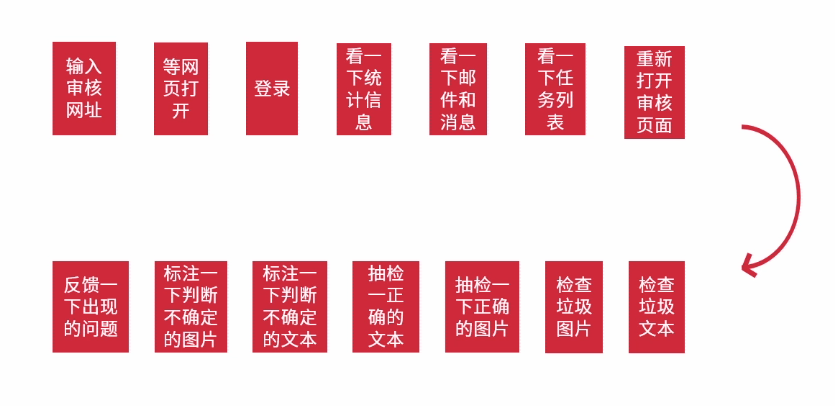 输入
审核
网址
等网
页打
开
登录
看一
下统
计信
息
看一
下邮
件和
消息
看一
下任
务列
表
重新
打开
审核
页面
反馈一
下出现
的问题
标注一
下判断
不确定
的图片
标注一
下判断
不确定
的文本
抽检
一正
确的
文本
抽检一
下正确
的图片
检查
垃圾
图片
检查
垃圾
文本